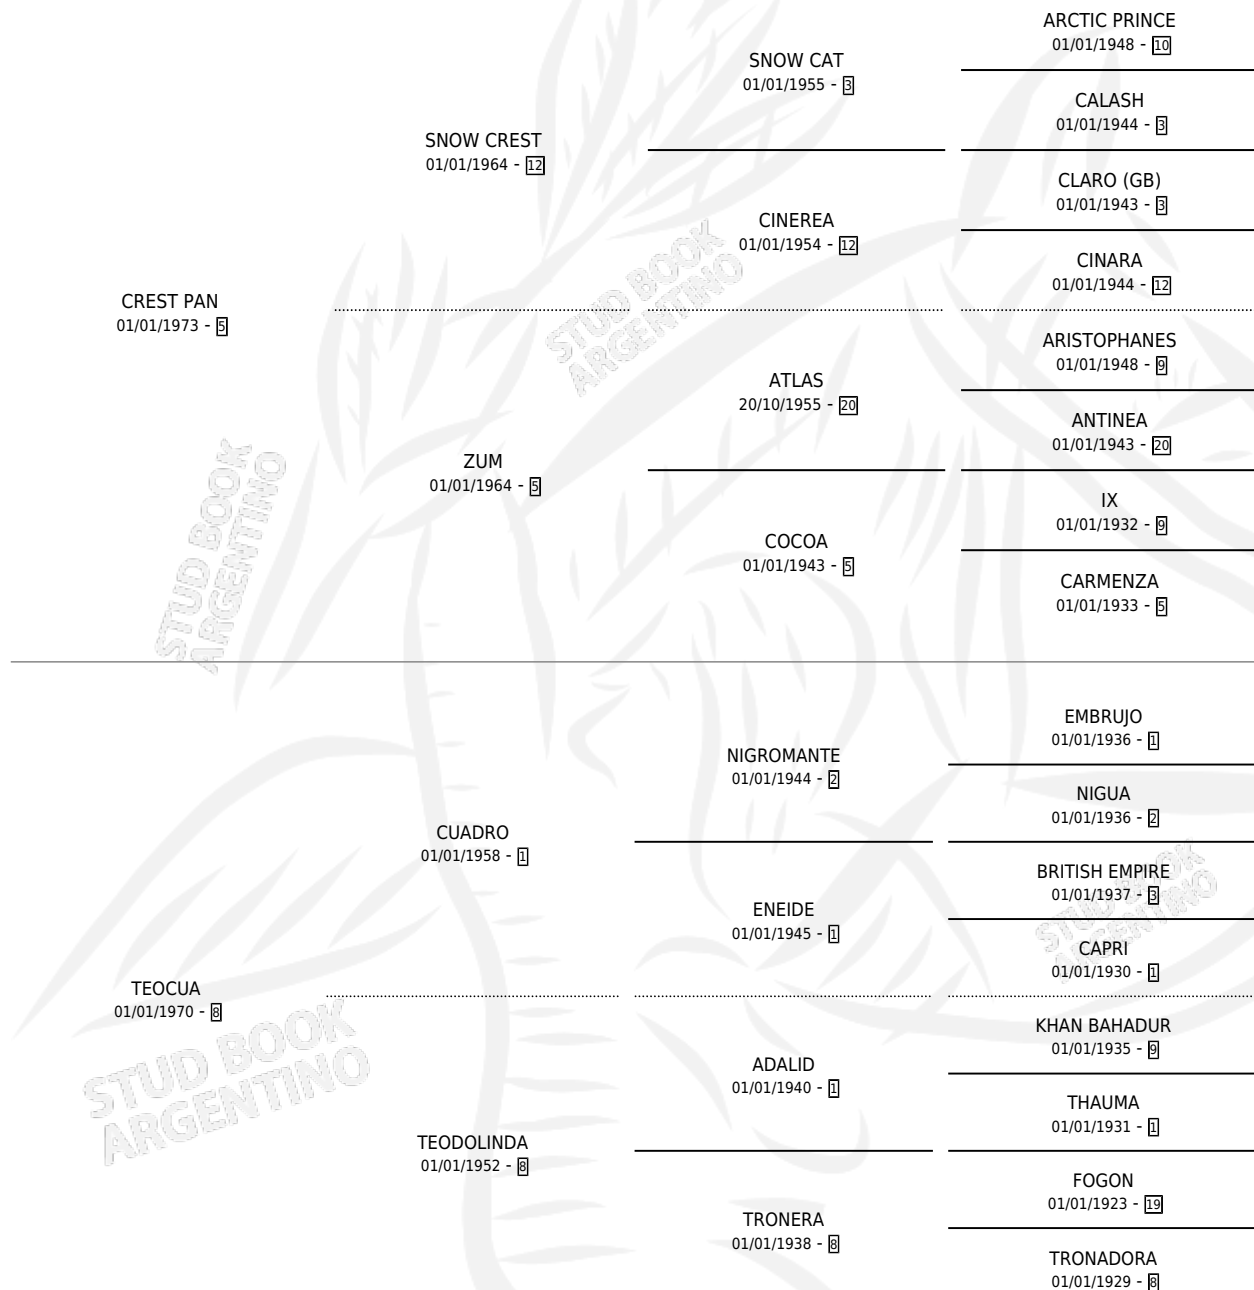 ARCTIC PRINCE
01/01/1948 - 10
SNOW CAT
01/01/1955 - 3
CALASH
01/01/1944 - 3
SNOW CREST
01/01/1964 - 12
CLARO (GB)
01/01/1943 - 3
CINEREA
01/01/1954 - 12
CINARA
01/01/1944 - 12
CREST PAN
01/01/1973 - 5
ARISTOPHANES
01/01/1948 - 9
ATLAS
20/10/1955 - 20
ANTINEA
01/01/1943 - 20
ZUM
01/01/1964 - 5
IX
01/01/1932 - 9
COCOA
01/01/1943 - 5
CARMENZA
01/01/1933 - 5
STUD BOOK
ARGENTINO
STUD BOOK
ARGENTINO
EMBRUJO
01/01/1936 - 1
NIGROMANTE
01/01/1944 - 2
NIGUA
01/01/1936 - 2
CUADRO
01/01/1958 - 1
BRITISH EMPIRE
01/01/1937 - 3
ENEIDE
01/01/1945 - 1
CAPRI
01/01/1930 - 1
TEOCUA
01/01/1970 - 8
KHAN BAHADUR
01/01/1935 - 9
ADALID
01/01/1940 - 1
THAUMA
01/01/1931 - 1
TEODOLINDA
01/01/1952 - 8
FOGON
01/01/1923 - 19
TRONERA
01/01/1938 - 8
TRONADORA
01/01/1929 - 8
STUD BOOK
ARGENTINO
STUD BOOK
ARGENTINO